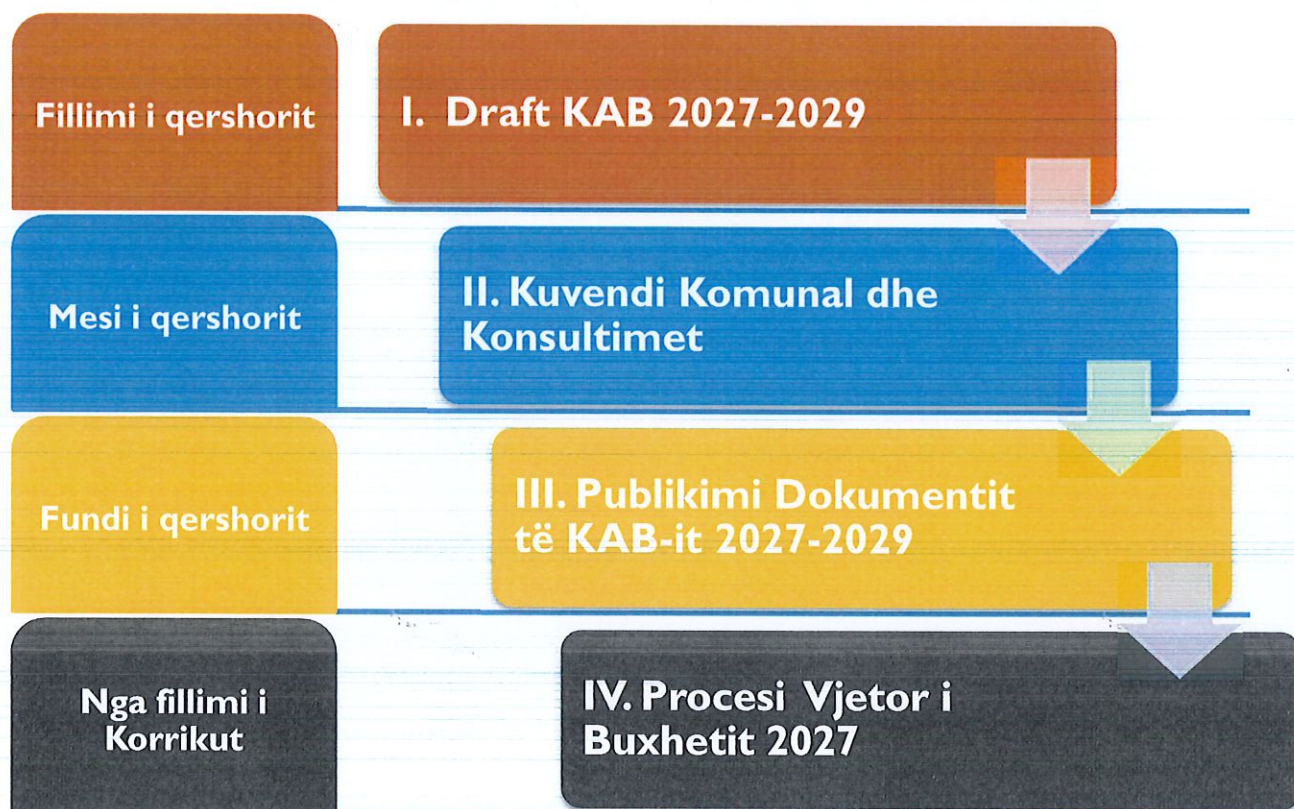 Fillimi i qershorit
I. Draft KAB 2027-2029
Mesi i qershorit
II. Kuvendi Komunal dhe
Konsultimet
Fundi i qershorit
III. Publikimi Dokumentit
të KAB-it 2027-2029
Nga fillimi i
Korrikut
IV. Procesi Vjetor i
Buxhetit 2027